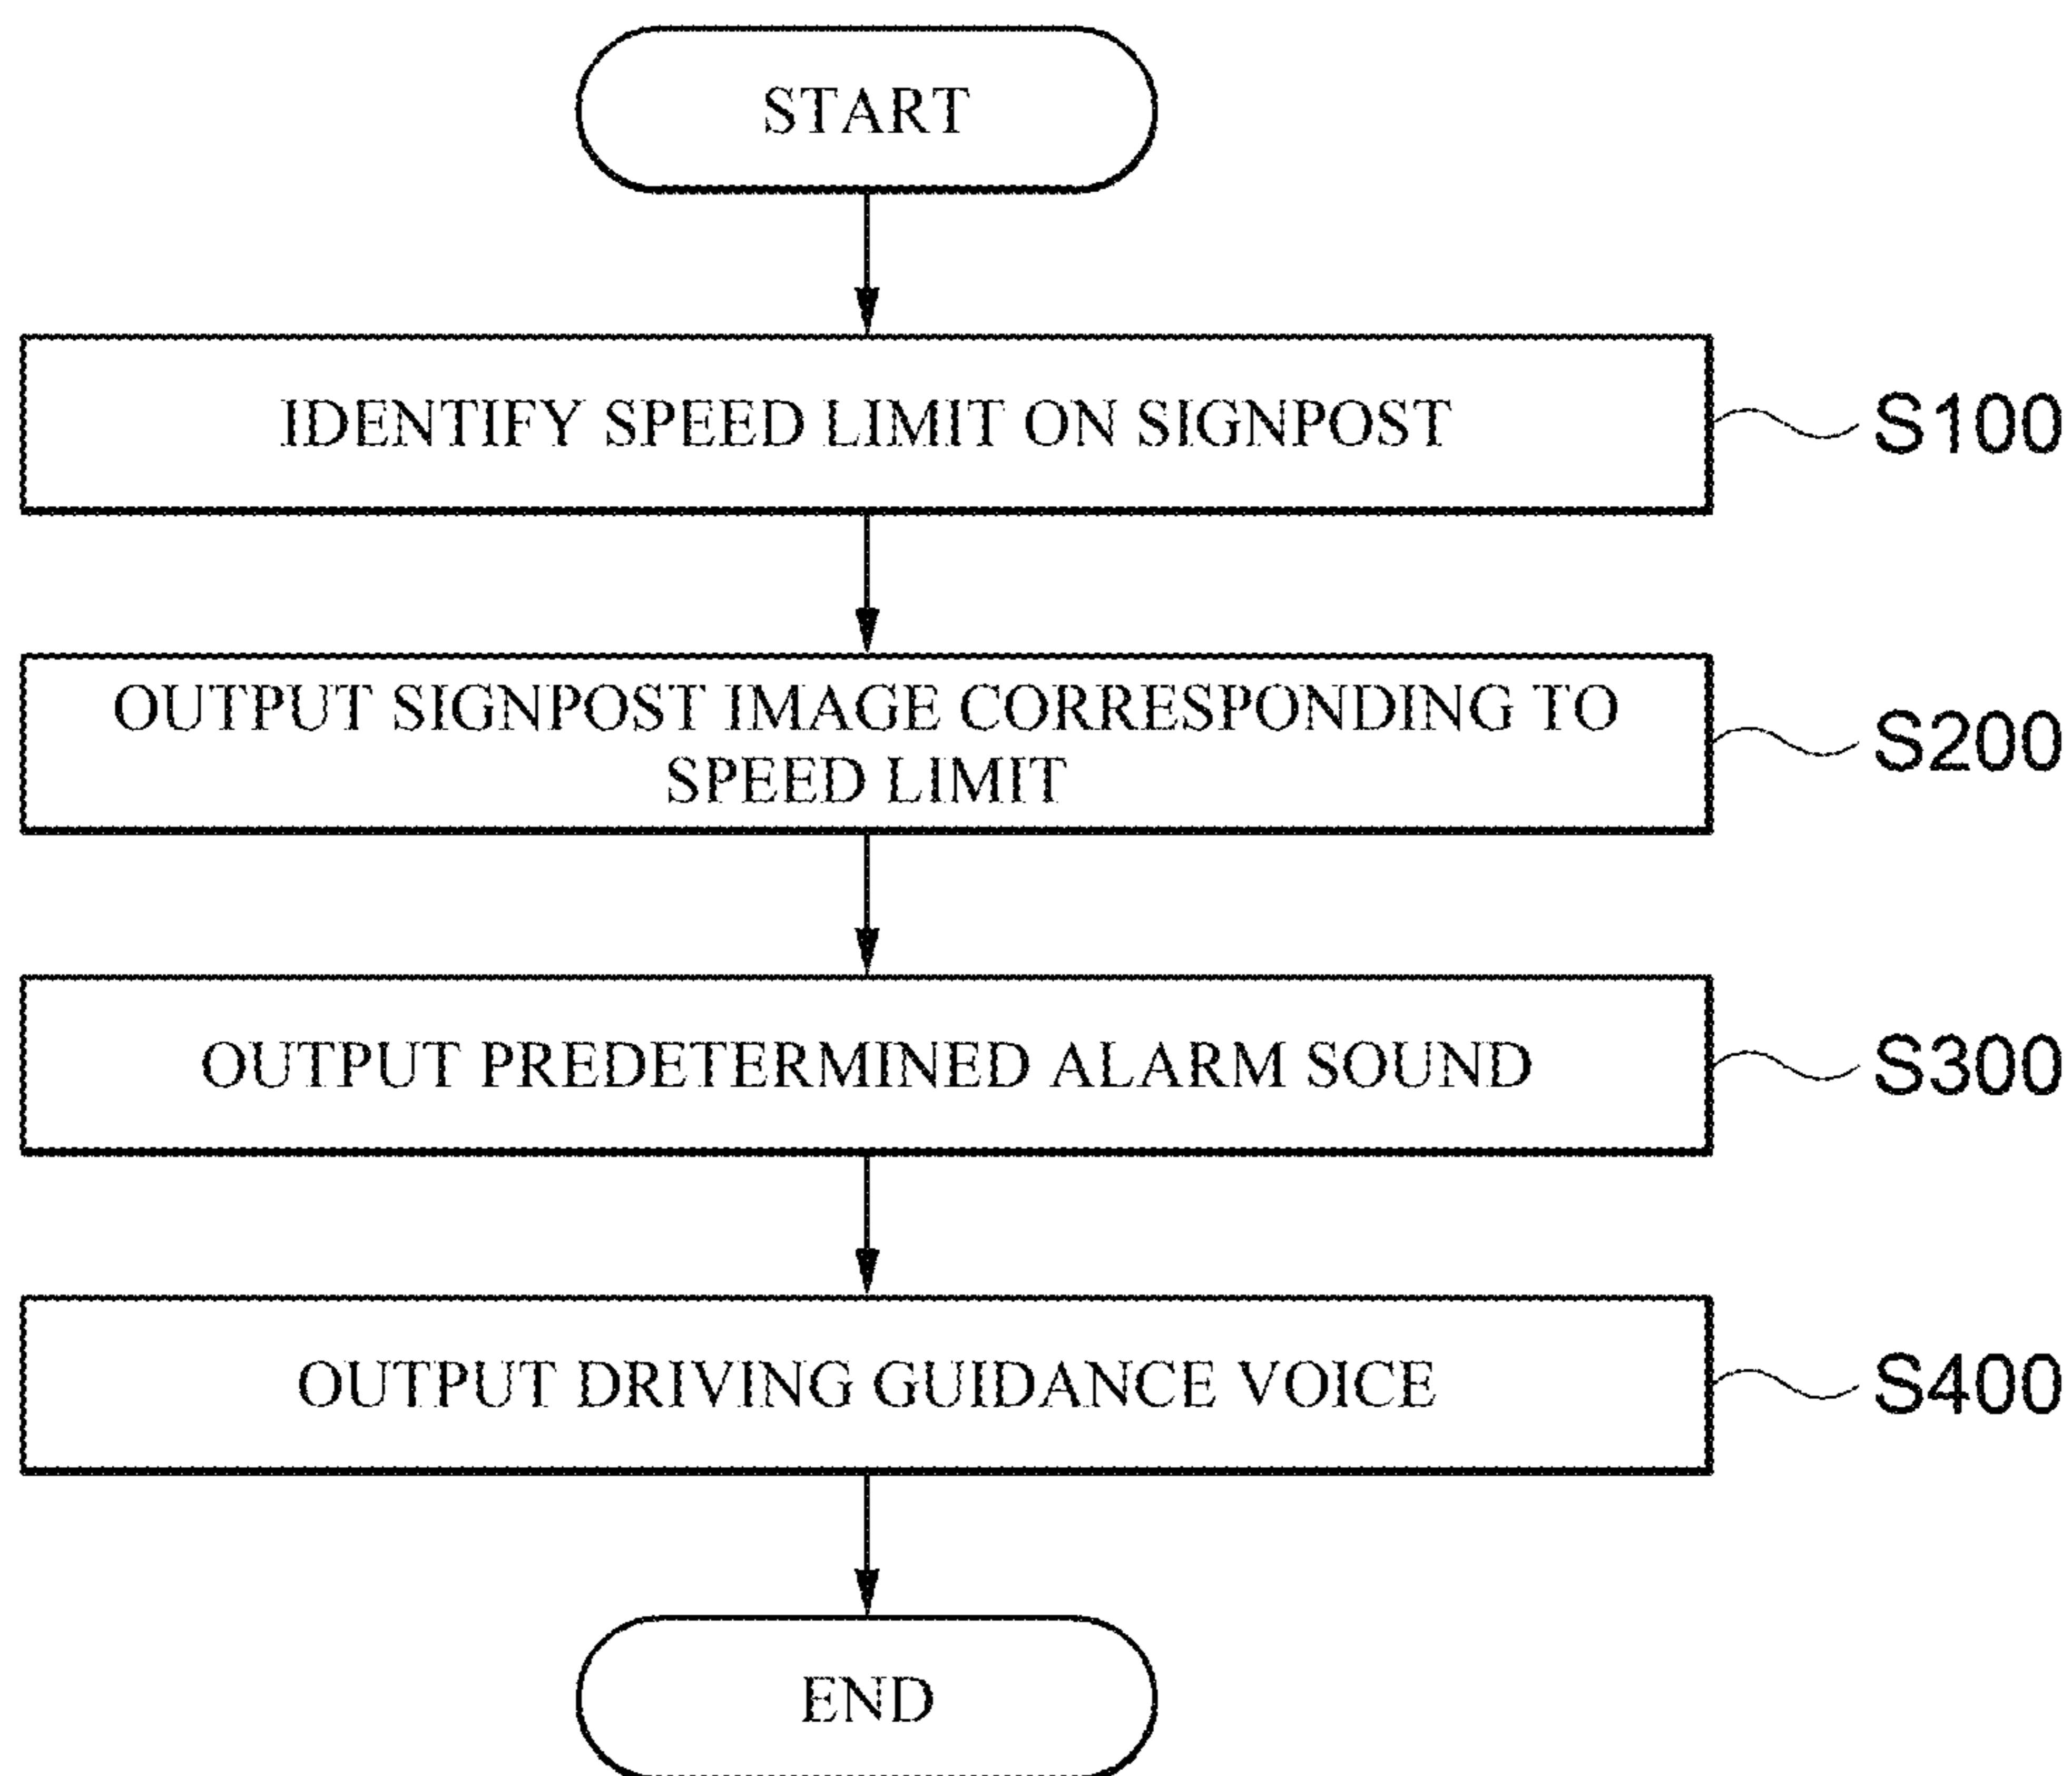 START
IDENTIFY SPEED LIMIT ON SIGNPOST
S100
OUTPUT SIGNPOST IMAGE CORRESPONDING TO
SPEED LIMIT
S200
OUTPUT PREDETERMINED ALARM SOUND
S300
OUTPUT DRIVING GUIDANCE VOICE
S400
END